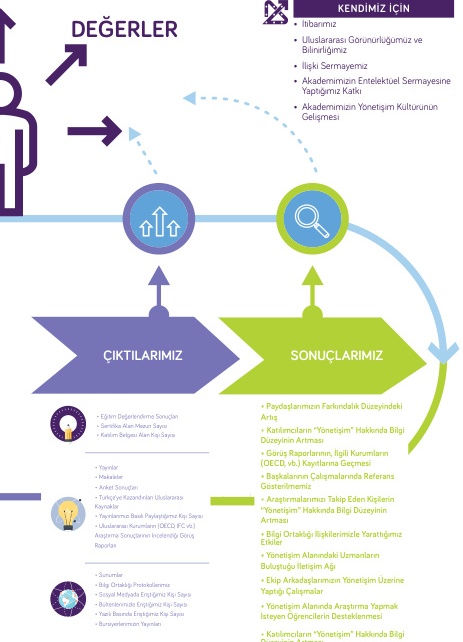 DEĞERLER
KENDİMİZ İÇİN
• İtibarımız
• Uluslararası Görünürlüğümüz ve
Bilinirliğimiz
• İlişki Sermayemiz
• Akademimizin Entelektüel Sermayesine
Yaptığımız Katkı
• Akademimizin Yönetim Kültürünün
Gelişmesi
ÇIKTILARIMIZ
SONUÇLARIMIZ
• Eğitim Değerlendirme Sonuçları
• Sertifika Alan Mezun Sayısı
• Katılım Belgesi Alan Kişi Sayısı
• Yayınlar
• Makaleler
• Anket Sonuçları
• Türkçe'ye Kazandırılan Uluslararası
Kaynaklar
• Yayınlarımızı Basılı Paylaştığımız Kişi Sayısı
• Uluslararası Kurumların (OECD, IFC vb.)
Araştırma Sonuçlarının İncelendiği Görüş
Raporları
• Sunumlar
• Bilgi Ortaklığı Protokollerimiz
• Sosyal Medyada Eriştiğimiz Kişi Sayısı
• Bültenlerimizle Eriştiğimiz Kişi Sayısı
• Yazılı Basında Eriştiğimiz Kişi Sayısı
• Bursiyerlerimizin Yayınları
• Paydaşlarımızın Farkındalık Düzeyindeki
Artış
• Katılımcıların "Yönetişim" Hakkında Bilgi
Düzeyinin Artması
• Görüş Raporlarının, İlgili Kurumların
(OECD, vb.) Kayıtlarına Geçmesi
• Başkalarının Çalışmalarında Referans
Gösterilmemiz
• Araştırmalarımızı Takip Eden Kişilerin
"Yönetişim" Hakkında Bilgi Düzeyinin
Artması
• Bilgi Ortaklığı İlişkilerimizle Yarattığımız
Etkiler
• Yönetişim Alanındaki Uzmanların
Buluştuğu İletişim Ağı
• Ekip Arkadaşlarımızın Yönetişim Üzerine
Yaptığı Çalışmalar
• Yönetişim Alanında Araştırma Yapmak
İsteyen Öğrencilerin Desteklenmesi
• Katılımcıların "Yönetişim" Hakkında Bilgi
Düzeyinin Artması